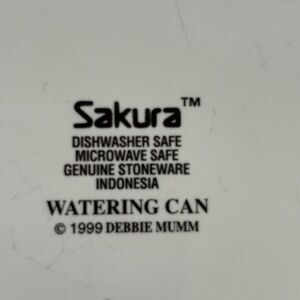 Sakura™
DISHWASHER SAFE
MICROWAVE SAFE
GENUINE STONEWARE
INDONESIA
WATERING CAN
© 1999 DEBBIE MUMM